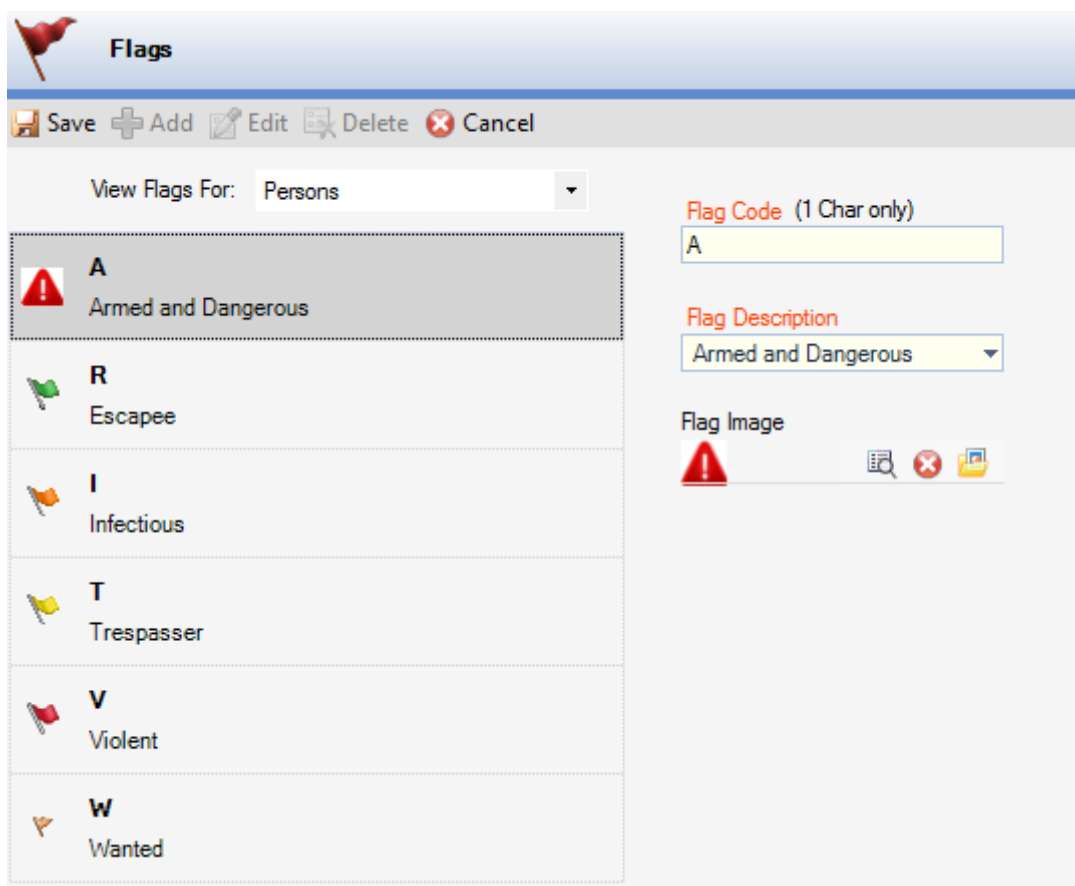 Flags
Save Add Edit Delete Cancel
View Flags For: Persons
A
Armed and Dangerous
R
Escapee
I
Infectious
T
Trespasser
V
Violent
W
Wanted
Flag Code (1 Char only)
A
Flag Description
Armed and Dangerous
Flag Image